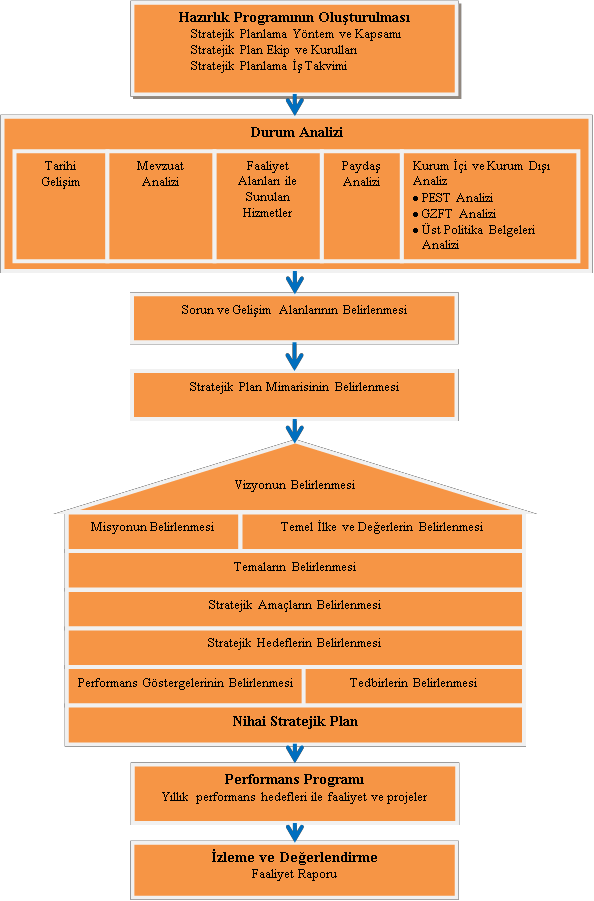 Hazırlık Programının Oluşturulması
Stratejik Planlama Yöntem ve Kapsamı
Stratejik Plan Ekip ve Kurulları
Stratejik Planlama İş Takvimi
Durum Analizi
Tarihi
Gelişim
Mevzuat
Analizi
Faaliyet
Alanları ile
Sunulan
Hizmetler
Paydaş
Analizi
Kurum İçi ve Kurum Dışı
Analiz
● PEST Analizi
● GZFT Analizi
● Üst Politika Belgeleri
Analizi
Sorun ve Gelişim Alanlarının Belirlenmesi
Stratejik Plan Mimarisinin Belirlenmesi
Vizyonun Belirlenmesi
Misyonun Belirlenmesi
Temel İlke ve Değerlerin Belirlenmesi
Temaların Belirlenmesi
Stratejik Amaçların Belirlenmesi
Stratejik Hedeflerin Belirlenmesi
Performans Göstergelerinin Belirlenmesi
Tedbirlerin Belirlenmesi
Nihai Stratejik Plan
Performans Programı
Yıllık performans hedefleri ile faaliyet ve projeler
İzleme ve Değerlendirme
Faaliyet Raporu